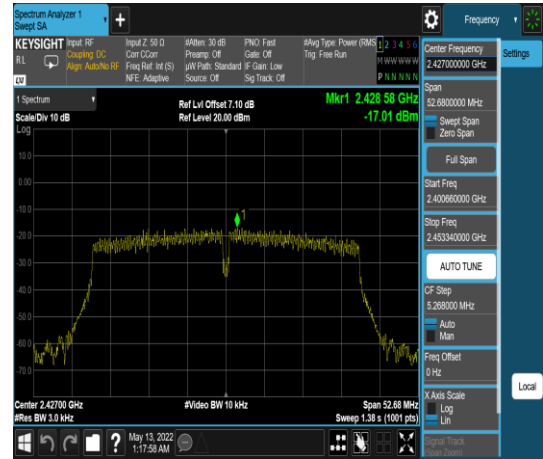 Spectrum Analyzer 1
Swept SA
+
Frequency
KEYSIGHT
RL
LXI
Input: RF
Coupling: DC
Align: Auto/No RF
Input Z: 50 Ω
Corr CCorr
Freq Ref: Int (S)
NFE: Adaptive
#Atten: 30 dB
Preamp: Off
µW Path: Standard
Source: Off
PNO: Fast
Gate: Off
IF Gain: Low
Sig Track: Off
#Avg Type: Power (RMS
Trig: Free Run
1 2 3 4 5 6
M W W W W W
P N N N N N
1 Spectrum
Scale/Div 10 dB
Ref Lvl Offset 7.10 dB
Ref Level 20.00 dBm
Mkr1 2.428 58 GHz
-17.01 dBm
Log
10.0
0.00
-10.0
-20.0
-30.0
-40.0
-50.0
-60.0
-70.0
1
Center 2.42700 GHz
#Res BW 3.0 kHz
#Video BW 10 kHz
Span 52.68 MHz
Sweep 1.38 s (1001 pts)
Center Frequency
2.427000000 GHz
Settings
Span
52.6800000 MHz
Swept Span
Zero Span
Full Span
Start Freq
2.400660000 GHz
Stop Freq
2.453340000 GHz
AUTO TUNE
CF Step
5.268000 MHz
Auto
Man
Freq Offset
0 Hz
X Axis Scale
Log
Lin
Local
Signal Track
(Span Zoom)
?
May 13, 2022
1:17:58 AM